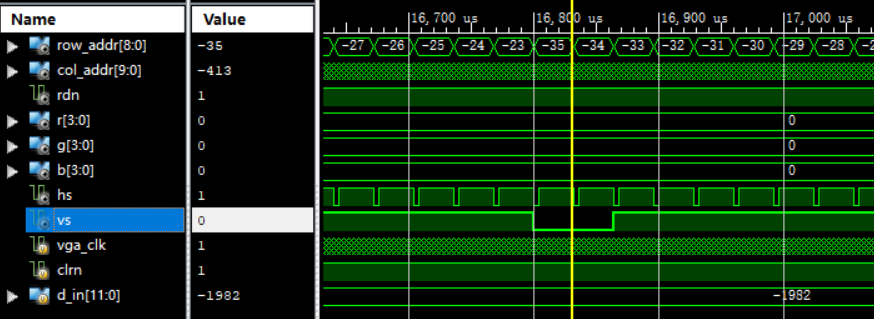 Name Value 16,700 us 16,800 us 16,900 us 17,000 us
row_addr[8:0] -35 -27 -26 -25 -24 -23 -35 -34 -33 -32 -31 -30 -29 -28 -2
col_addr[9:0] -413
rdn 1
r[3:0] 0 0
g[3:0] 0 0
b[3:0] 0 0
hs 1
vs 0
vga_clk 1
clrn 1
d_in[11:0] -1982 -1982